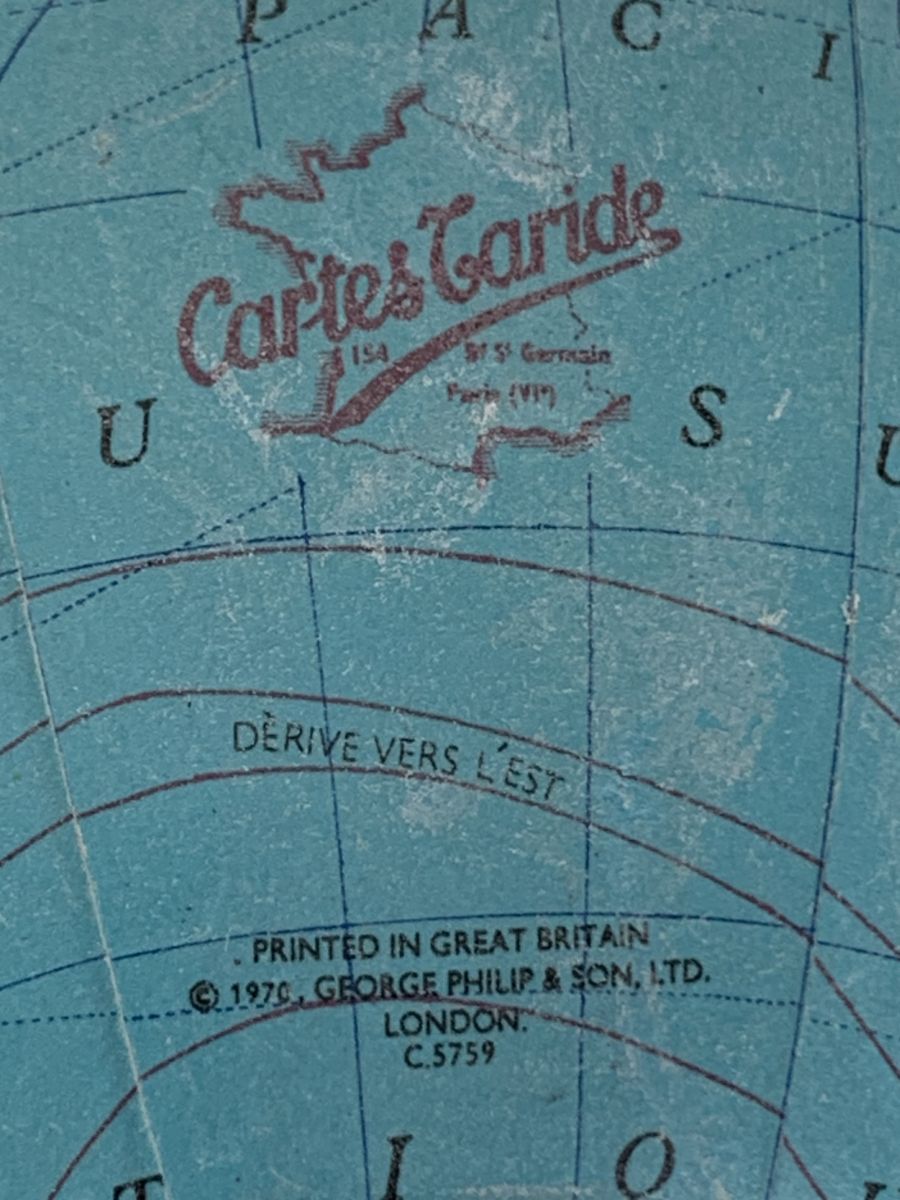 P A C I
Cartes Taride
154 Bd St Germain
Paris (VIe)
U S U
DÈRIVE VERS L'EST
. PRINTED IN GREAT BRITAIN
© 1970, GEORGE PHILIP & SON, LTD.
LONDON.
C.5759
T I O